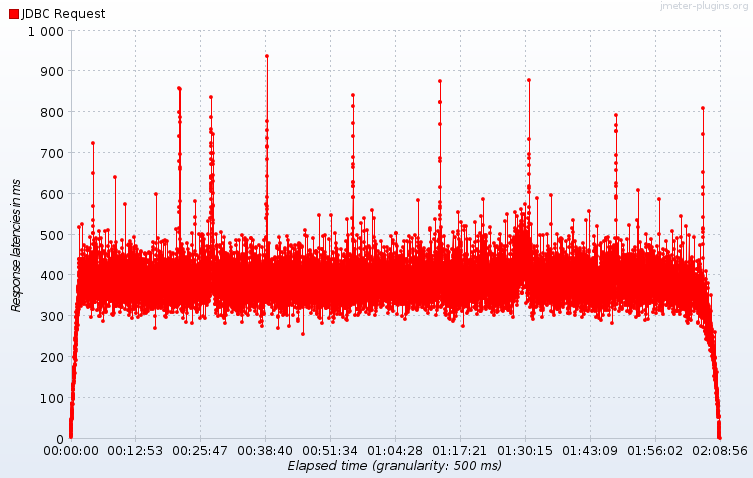 jmeter-plugins.org
JDBC Request
1 000
900
800
700
600
500
400
300
200
100
0
Response latencies in ms
00:00:00 00:12:53 00:25:47 00:38:40 00:51:34 01:04:28 01:17:21 01:30:15 01:43:09 01:56:02 02:08:56
Elapsed time (granularity: 500 ms)